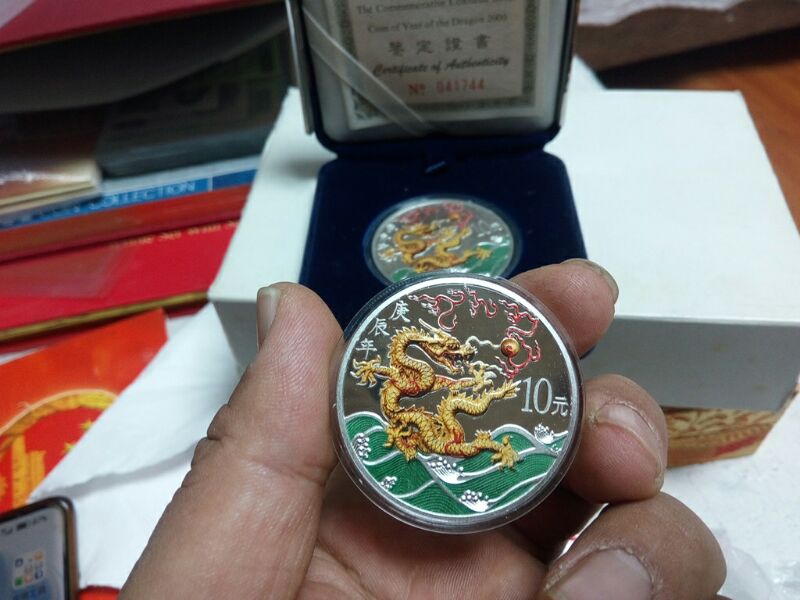 The Commemorative
Coin of Year of the Dragon 2000
鉴定證書
Certificate of Authenticity
Nº 041744
COLLECTION
庚辰年
10元